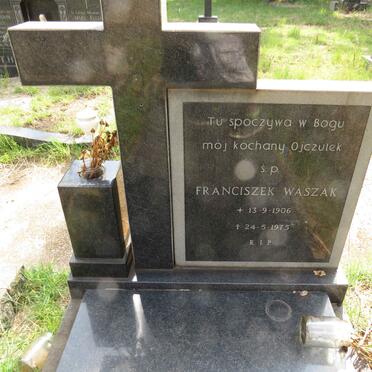 Tu spoczywa w Bogu
mój kochany Ojczulek
ś.p.
FRANCISZEK WASZAK
+ 13-9-1906
† 24-5-1975
R.I.P.